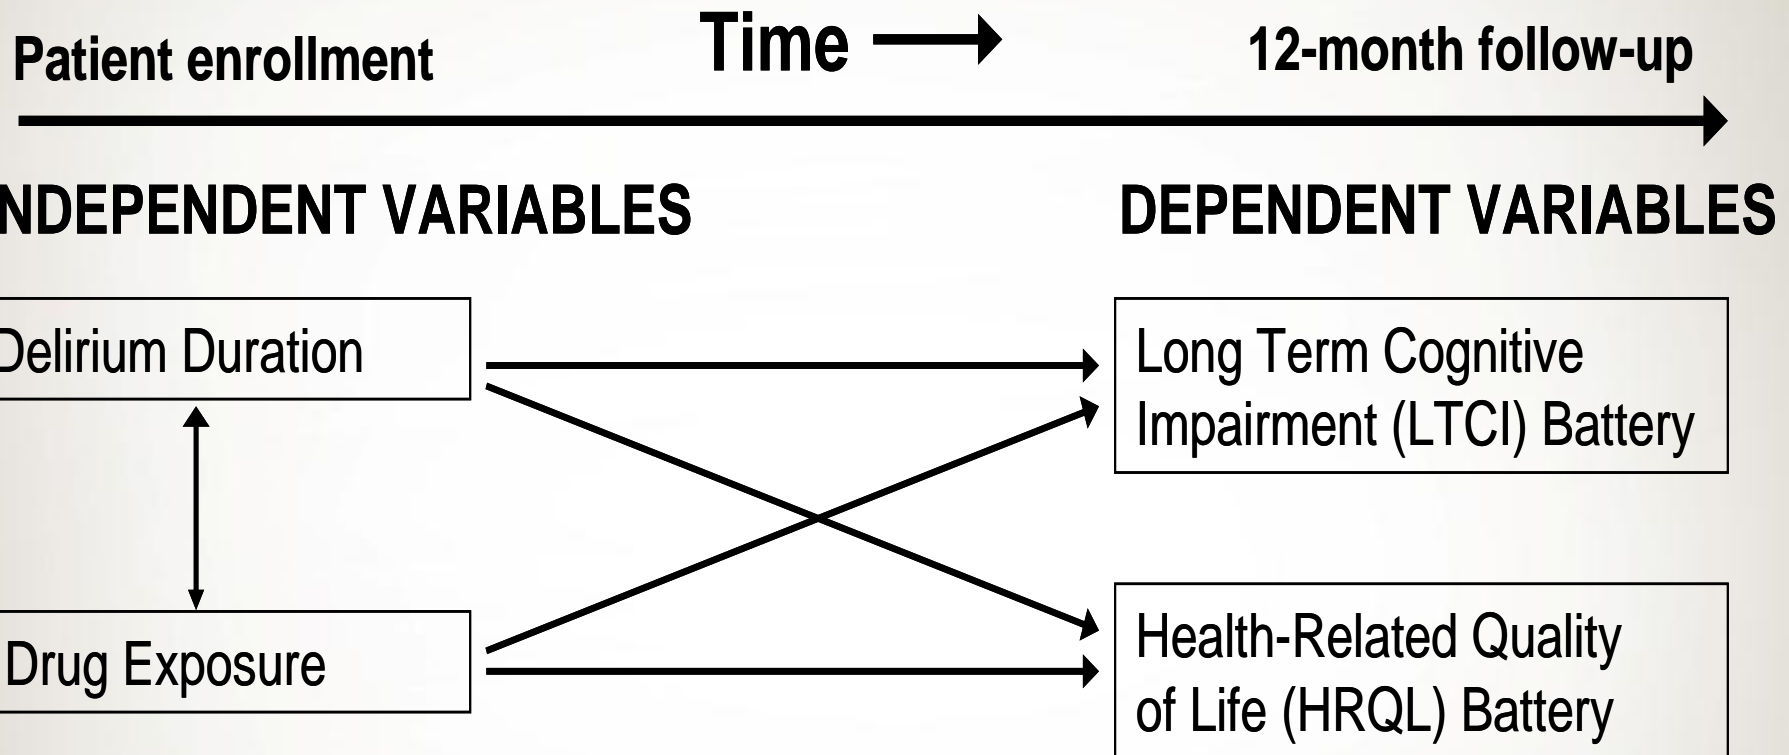 Time
Patient enrollment
12-month follow-up
NDEPENDENT VARIABLES
DEPENDENT VARIABLES
Delirium Duration
Long Term Cognitive
Impairment (LTCI) Battery
Drug Exposure
Health-Related Quality
of Life (HRQL) Battery